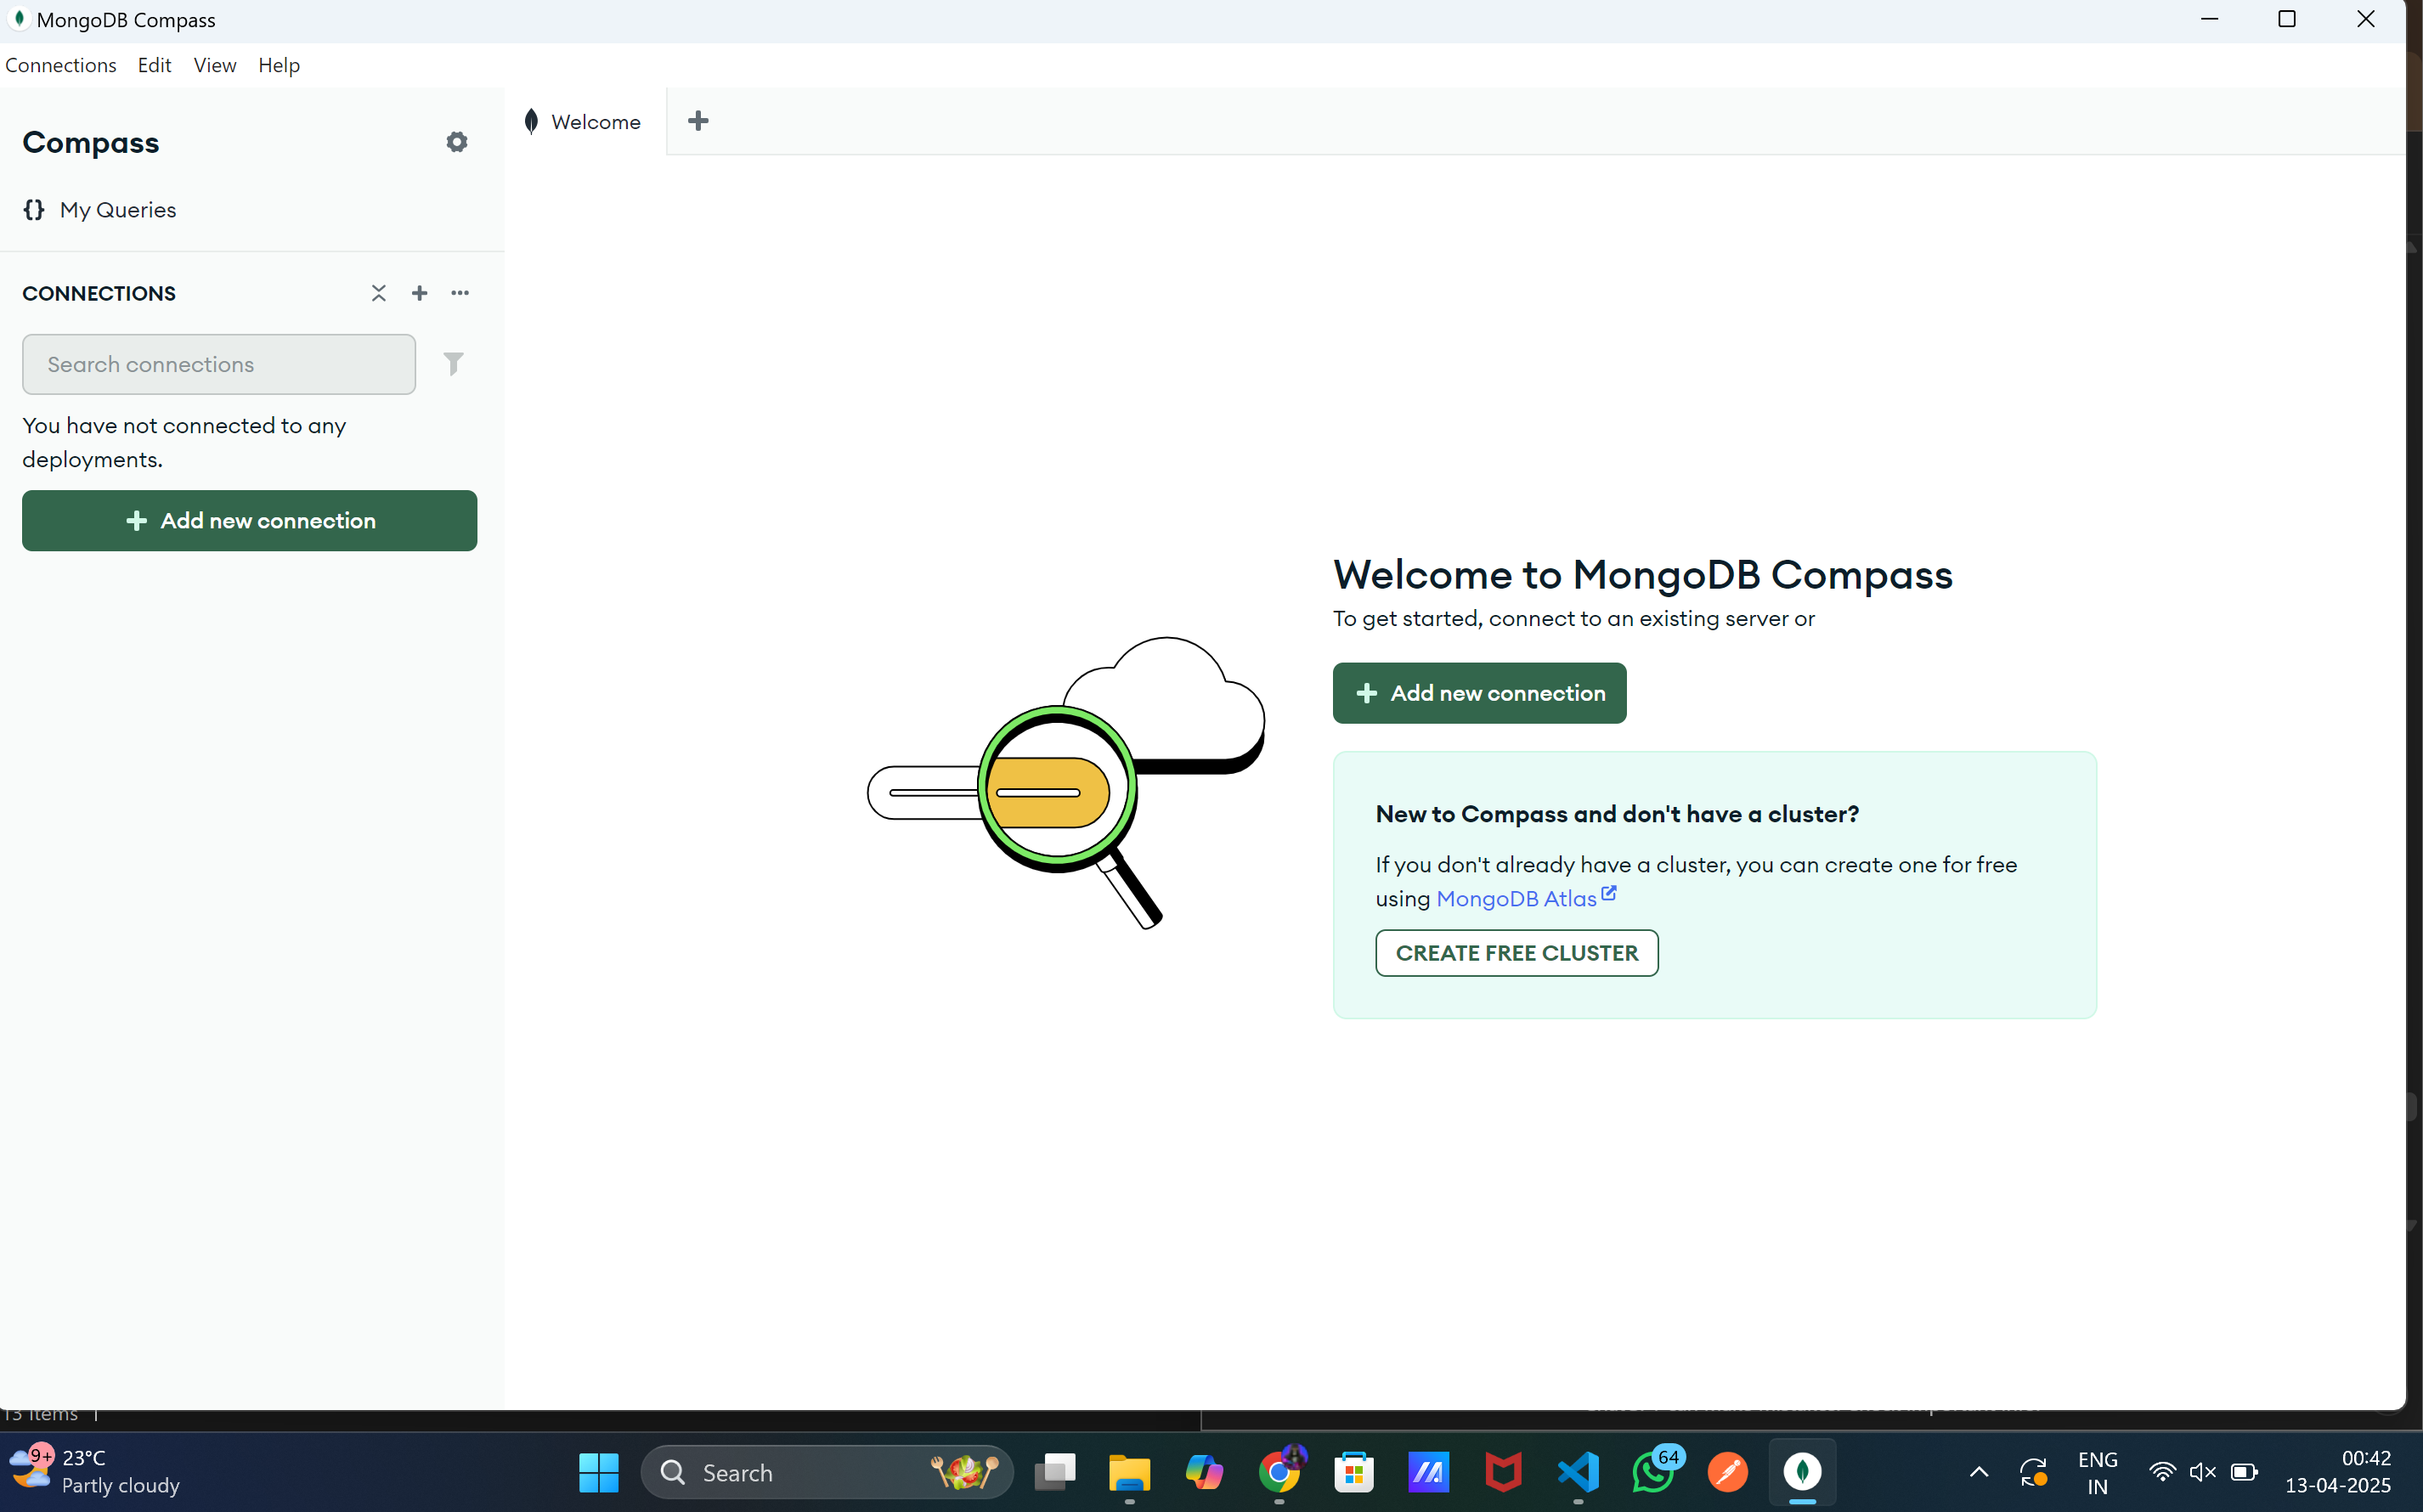 MongoDB Compass
Connections Edit View Help
Compass
{} My Queries
CONNECTIONS
Search connections
You have not connected to any
deployments.
Add new connection
Welcome
Welcome to MongoDB Compass
To get started, connect to an existing server or
Add new connection
New to Compass and don't have a cluster?
If you don't already have a cluster, you can create one for free
using MongoDB Atlas
CREATE FREE CLUSTER
13 items
9+
23°C
Partly cloudy
Search
64
ENG
IN
00:42
13-04-2025